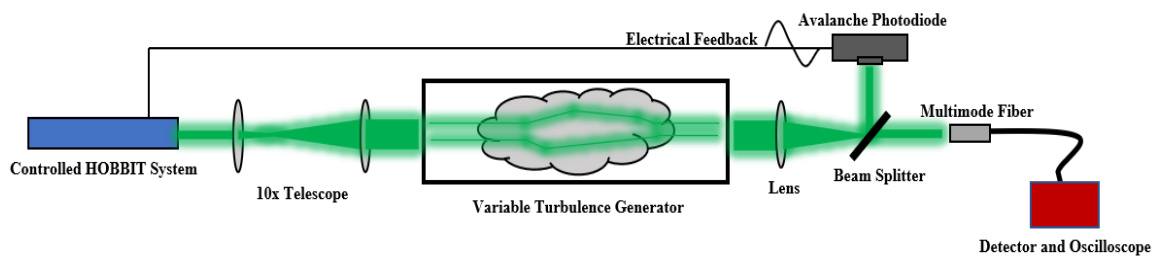 Avalanche Photodiode
Electrical Feedback
Multimode Fiber
Controlled HOBBIT System
10x Telescope
Variable Turbulence Generator
Lens
Beam Splitter
Detector and Oscilloscope